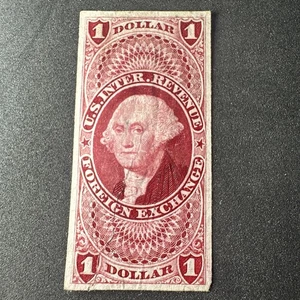 1 DOLLAR 1
U.S. INTER. REVENUE
FOREIGN EXCHANGE
1 DOLLAR 1